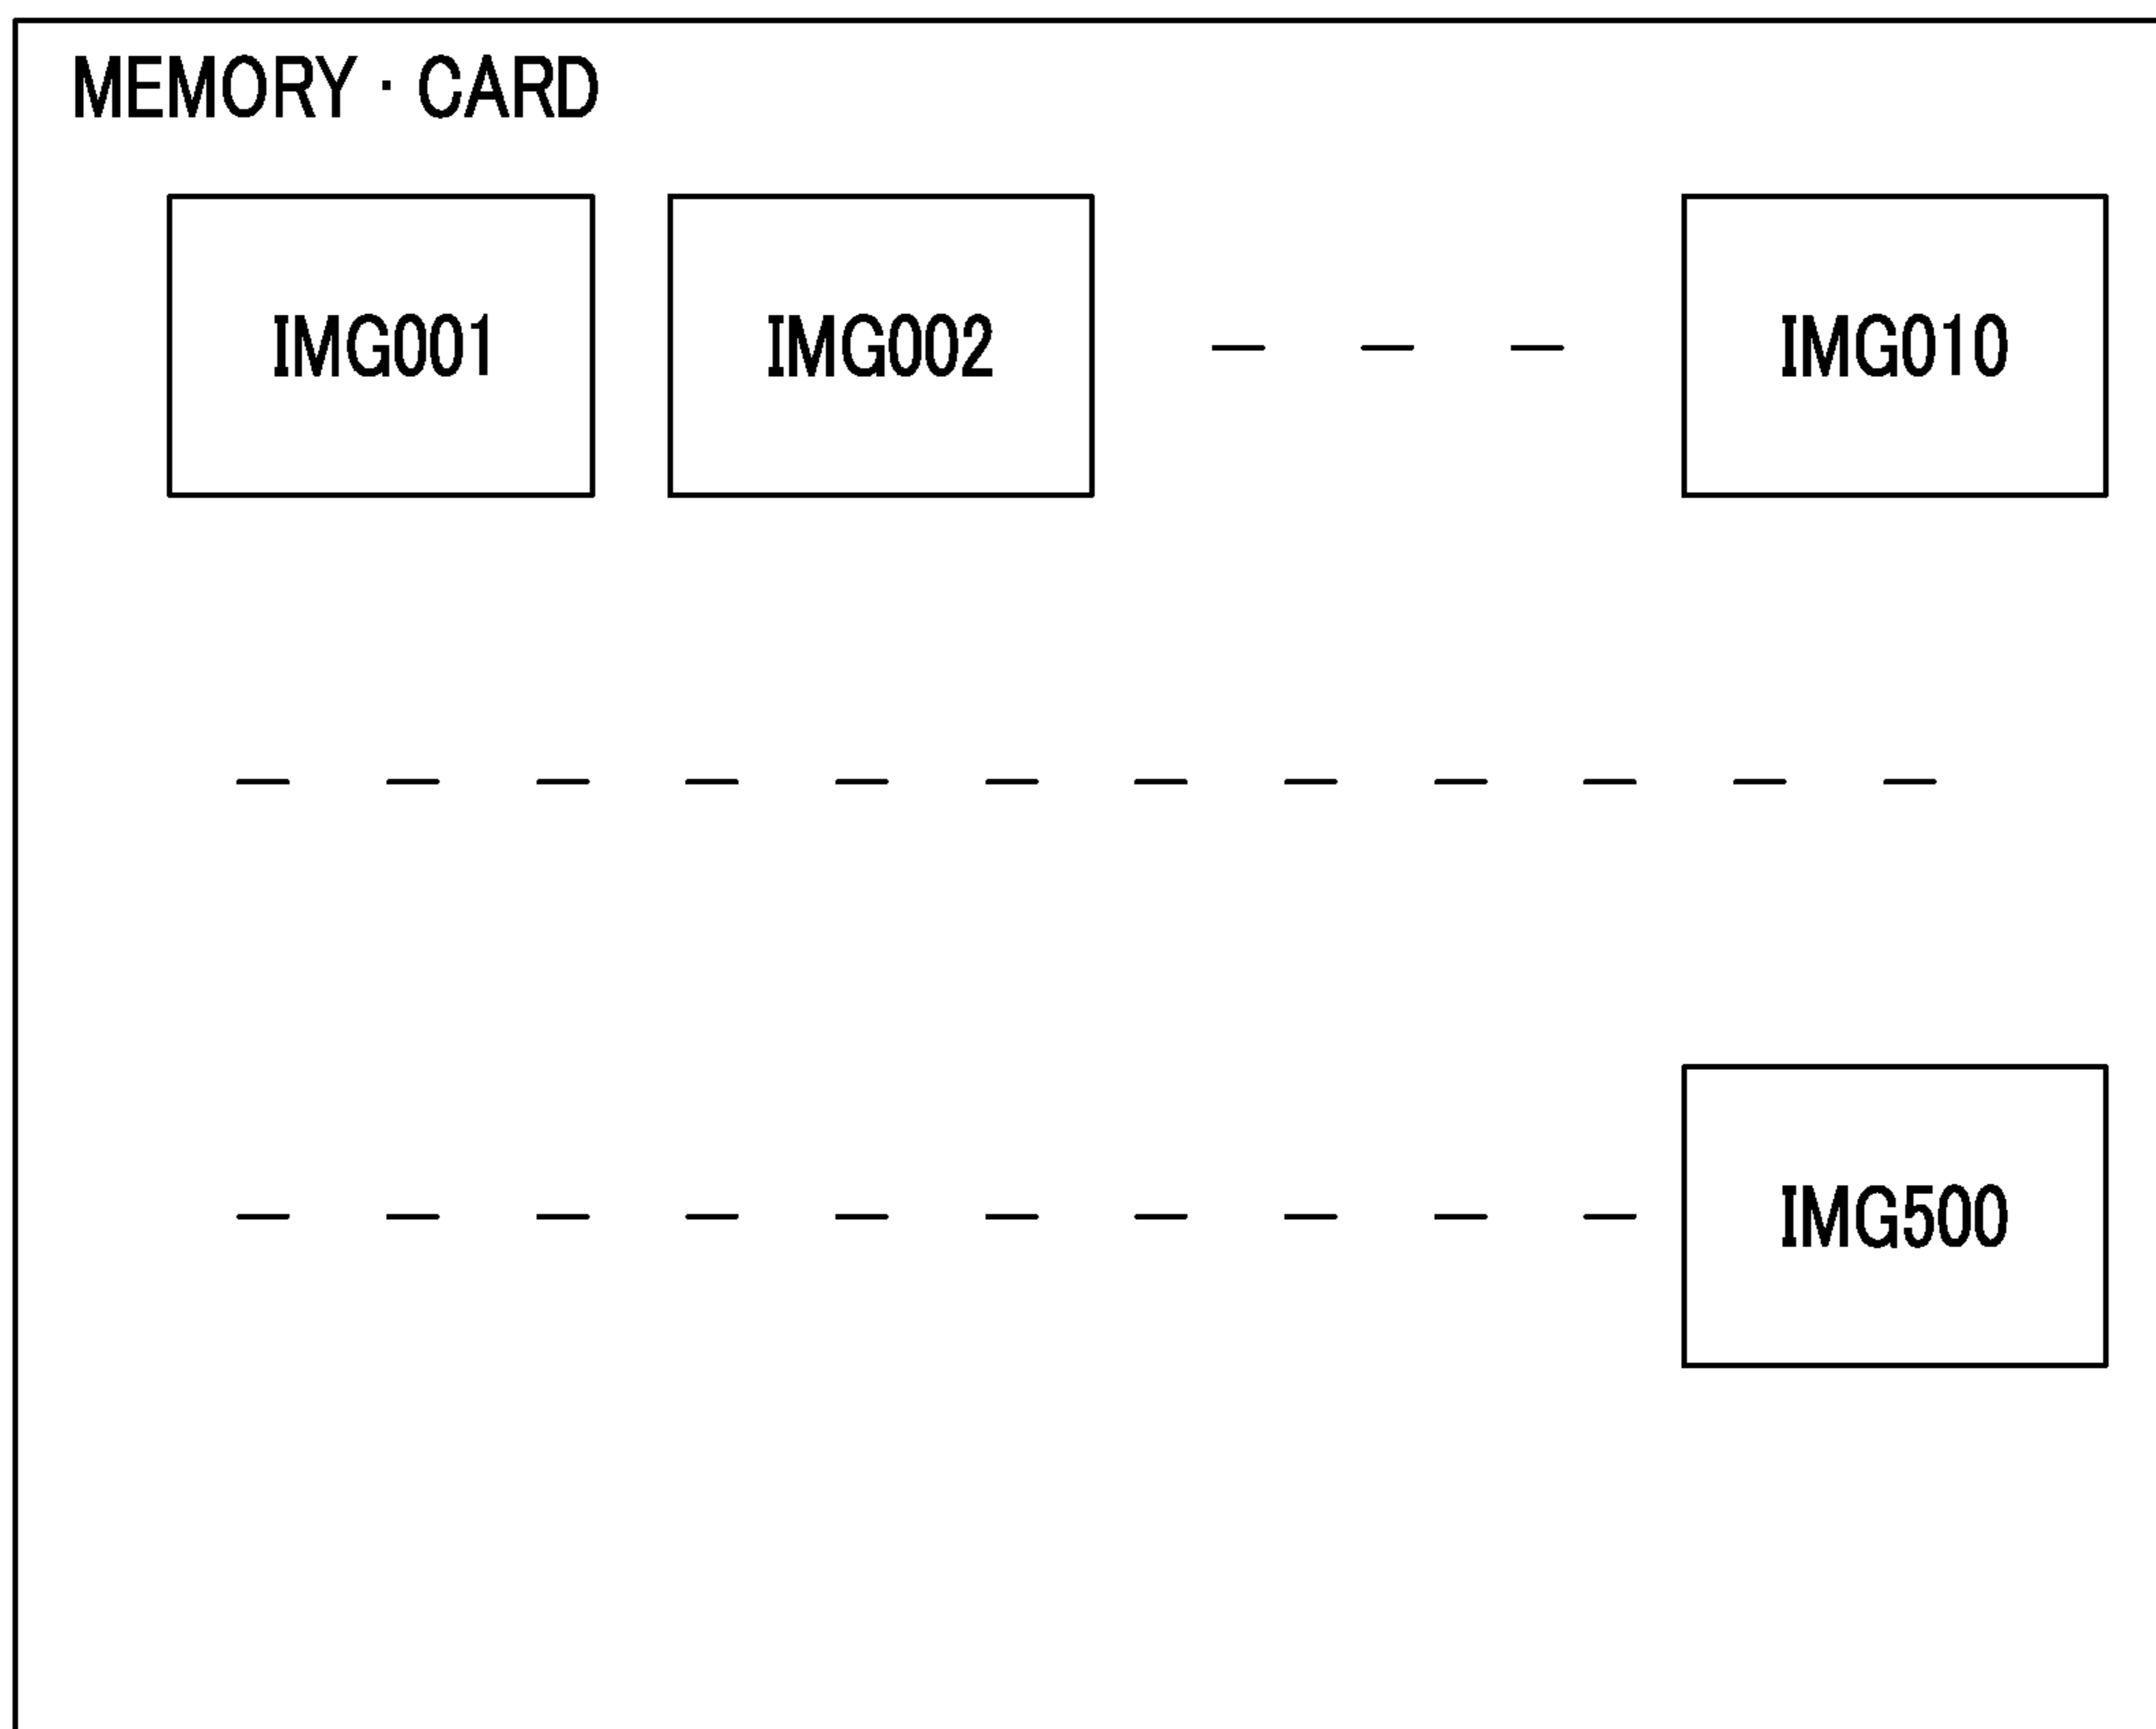 MEMORY・CARD
IMG001 IMG002 - - - IMG010
- - - - - - - - - - - -
- - - - - - - - - - IMG500